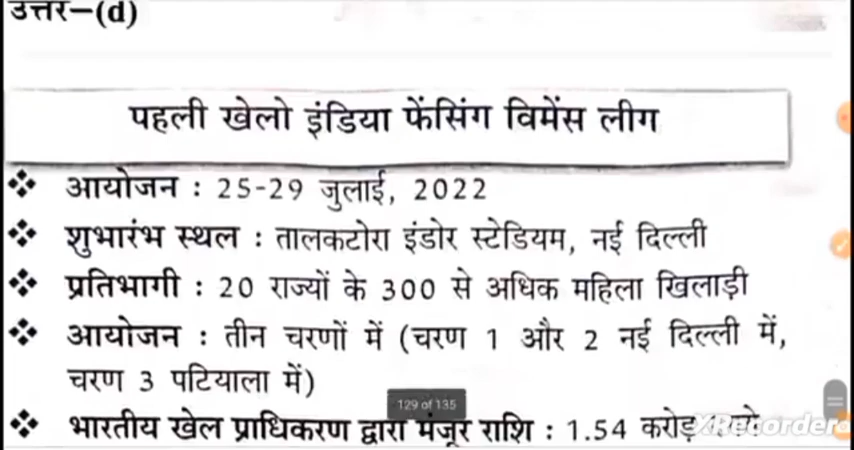 उत्तर–(d)
पहली खेलो इंडिया फेंसिंग विमेंस लीग
❖ आयोजन : 25-29 जुलाई, 2022
❖ शुभारंभ स्थल : तालकटोरा इंडोर स्टेडियम, नई दिल्ली
❖ प्रतिभागी : 20 राज्यों के 300 से अधिक महिला खिलाड़ी
❖ आयोजन : तीन चरणों में (चरण 1 और 2 नई दिल्ली में,
चरण 3 पटियाला में)
129 of 135
❖ भारतीय खेल प्राधिकरण द्वारा मंजूर राशि : 1.54 करोड़
XRecorder